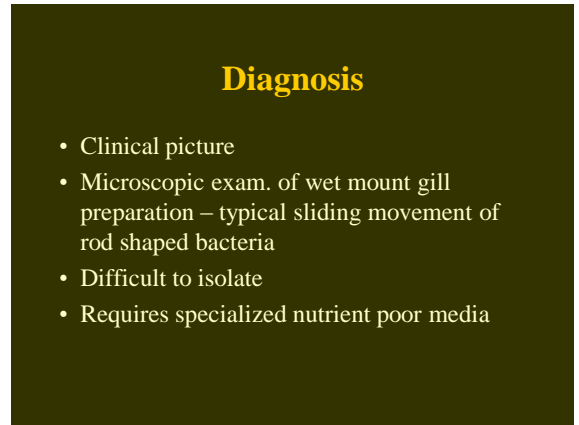 Diagnosis
• Clinical picture
• Microscopic exam. of wet mount gill
preparation – typical sliding movement of
rod shaped bacteria
• Difficult to isolate
• Requires specialized nutrient poor media